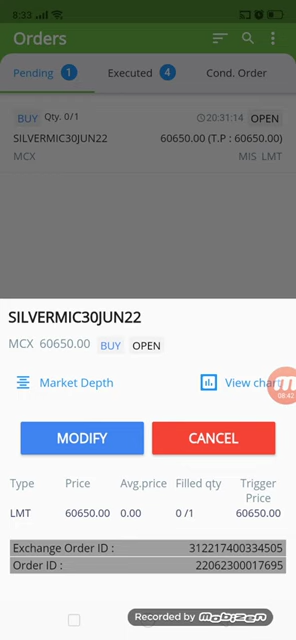 8:33
Orders
Pending 1 Executed 4 Cond. Order
BUY Qty. 0/1 20:31:14 OPEN
SILVERMIC30JUN22 60650.00 (T.P : 60650.00)
MCX MIS LMT
SILVERMIC30JUN22
MCX 60650.00 BUY OPEN
Market Depth View chart
08:42
MODIFY CANCEL
Type Price Avg.price Filled qty Trigger Price
LMT 60650.00 0.00 0 /1 60650.00
Exchange Order ID : 312217400334505
Order ID : 22062300017695
Recorded by MOBIZEN